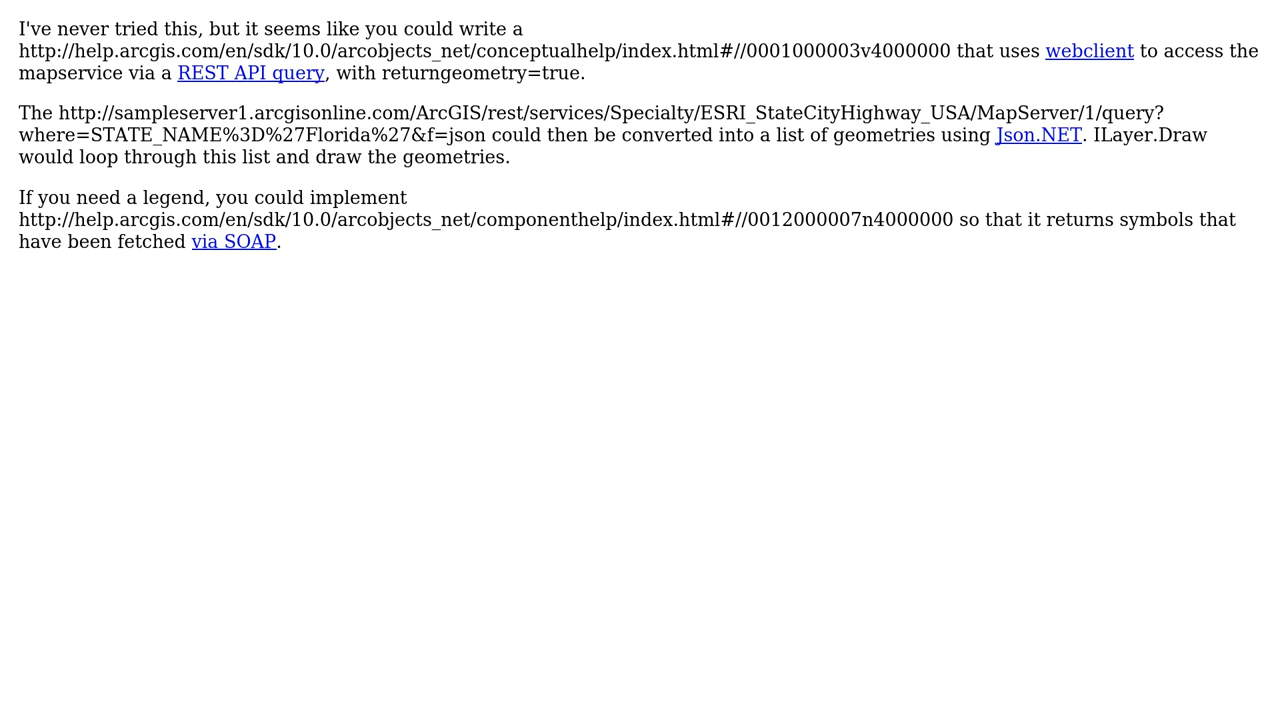 I've never tried this, but it seems like you could write a
http://help.arcgis.com/en/sdk/10.0/arcobjects_net/conceptualhelp/index.html#//0001000003v4000000 that uses webclient to access the
mapservice via a REST API query, with returngeometry=true.
The http://sampleserver1.arcgisonline.com/ArcGIS/rest/services/Specialty/ESRI_StateCityHighway_USA/MapServer/1/query?
where=STATE_NAME%3D%27Florida%27&f=json could then be converted into a list of geometries using Json.NET. ILayer.Draw
would loop through this list and draw the geometries.
If you need a legend, you could implement
http://help.arcgis.com/en/sdk/10.0/arcobjects_net/componenthelp/index.html#//0012000007n4000000 so that it returns symbols that
have been fetched via SOAP.